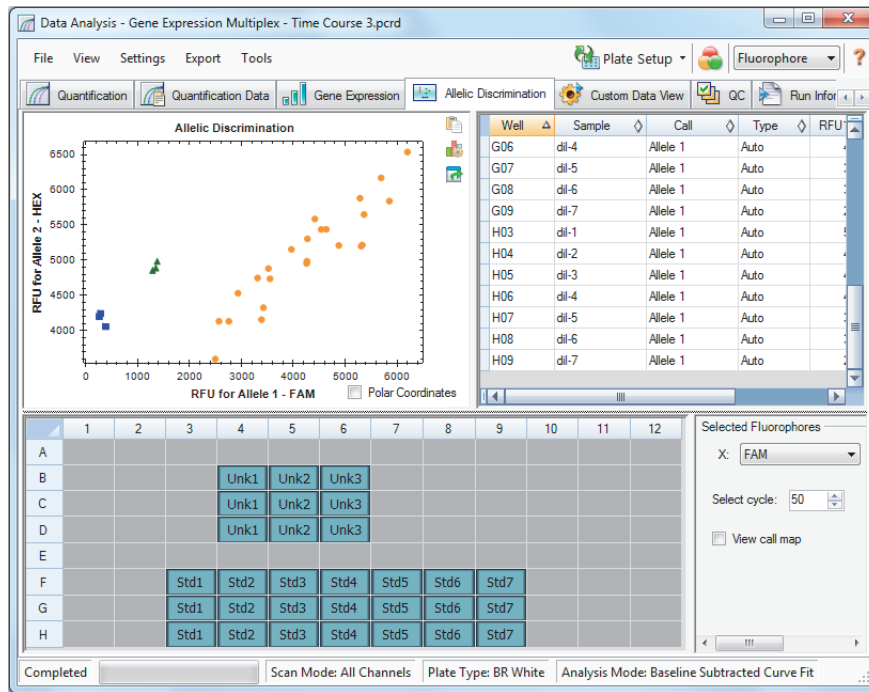 Data Analysis - Gene Expression Multiplex - Time Course 3.pcrd
File View Settings Export Tools Plate Setup Fluorophore ?
Quantification Quantification Data Gene Expression Allelic Discrimination Custom Data View QC Run Infor
Allelic Discrimination
6500
6000
5500
5000
4500
4000
RFU for Allele 2 - HEX
0 1000 2000 3000 4000 5000 6000
RFU for Allele 1 - FAM
Polar Coordinates
Well Sample Call Type RFU
G06 dil-4 Allele 1 Auto
G07 dil-5 Allele 1 Auto
G08 dil-6 Allele 1 Auto
G09 dil-7 Allele 1 Auto
H03 dil-1 Allele 1 Auto
H04 dil-2 Allele 1 Auto
H05 dil-3 Allele 1 Auto
H06 dil-4 Allele 1 Auto
H07 dil-5 Allele 1 Auto
H08 dil-6 Allele 1 Auto
H09 dil-7 Allele 1 Auto
1 2 3 4 5 6 7 8 9 10 11 12
A
B Unk1 Unk2 Unk3
C Unk1 Unk2 Unk3
D Unk1 Unk2 Unk3
E
F Std1 Std2 Std3 Std4 Std5 Std6 Std7
G Std1 Std2 Std3 Std4 Std5 Std6 Std7
H Std1 Std2 Std3 Std4 Std5 Std6 Std7
Selected Fluorophores
X: FAM
Select cycle: 50
View call map
Completed Scan Mode: All Channels Plate Type: BR White Analysis Mode: Baseline Subtracted Curve Fit